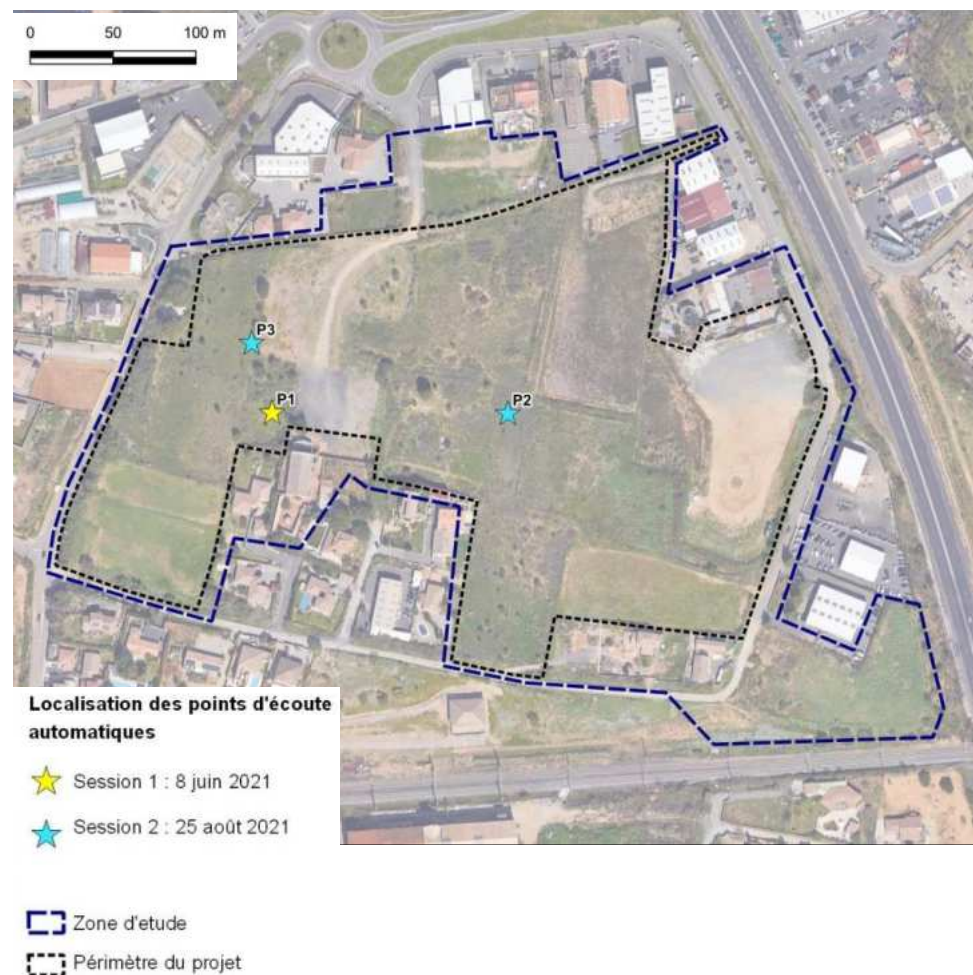 0 50 100 m
P3
P1
P2
Localisation des points d'écoute
automatiques
Session 1 : 8 juin 2021
Session 2 : 25 août 2021
Zone d'etude
Périmètre du projet